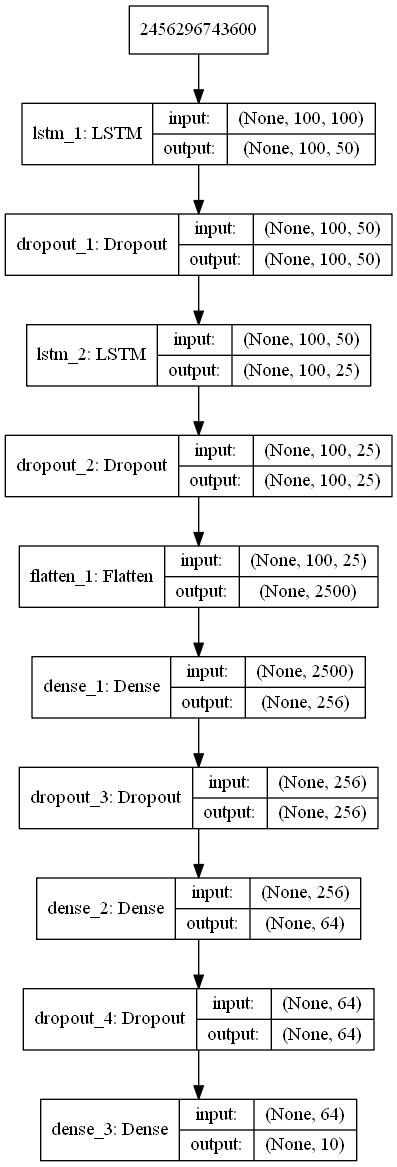 2456296743600
lstm_1: LSTM input: (None, 100, 100)
output: (None, 100, 50)
dropout_1: Dropout input: (None, 100, 50)
output: (None, 100, 50)
lstm_2: LSTM input: (None, 100, 50)
output: (None, 100, 25)
dropout_2: Dropout input: (None, 100, 25)
output: (None, 100, 25)
flatten_1: Flatten input: (None, 100, 25)
output: (None, 2500)
dense_1: Dense input: (None, 2500)
output: (None, 256)
dropout_3: Dropout input: (None, 256)
output: (None, 256)
dense_2: Dense input: (None, 256)
output: (None, 64)
dropout_4: Dropout input: (None, 64)
output: (None, 64)
dense_3: Dense input: (None, 64)
output: (None, 10)